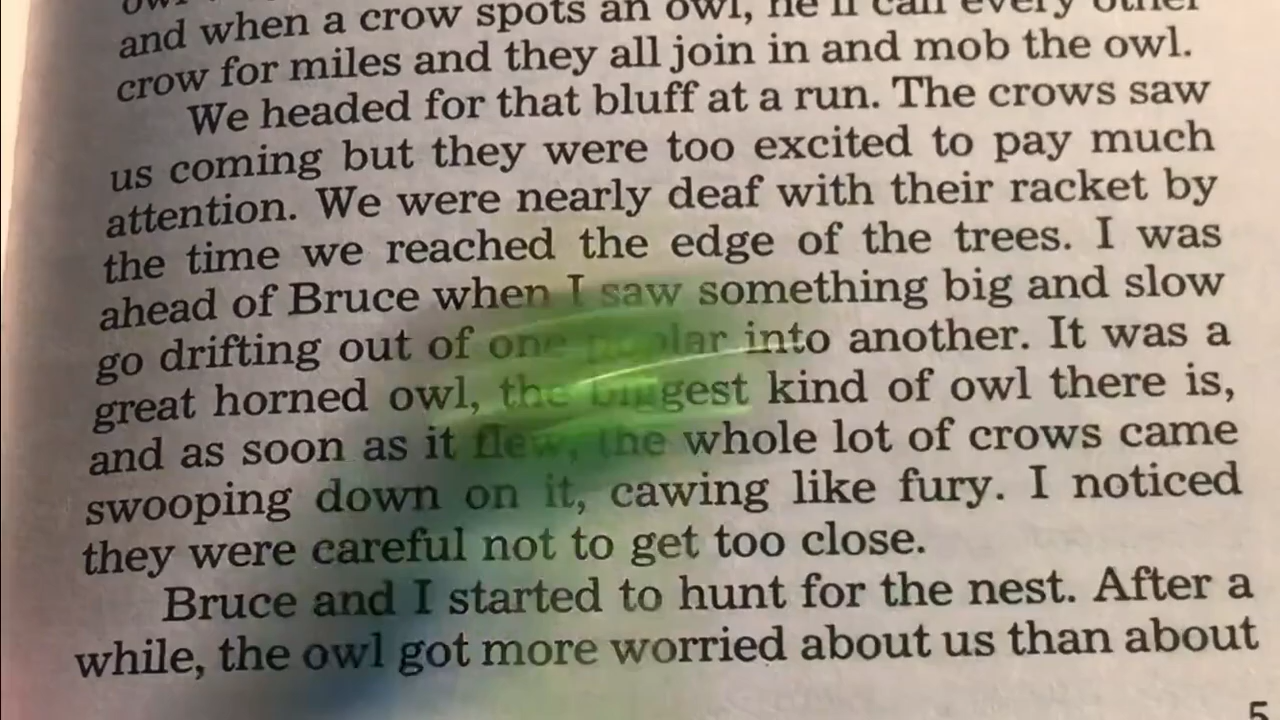 and when a crow spots an owl, he'll call every other
crow for miles and they all join in and mob the owl.
We headed for that bluff at a run. The crows saw
us coming but they were too excited to pay much
attention. We were nearly deaf with their racket by
the time we reached the edge of the trees. I was
ahead of Bruce when I saw something big and slow
go drifting out of one into another. It was a
great horned owl, the biggest kind of owl there is,
and as soon as it flew, the whole lot of crows came
swooping down on it, cawing like fury. I noticed
they were careful not to get too close.
Bruce and I started to hunt for the nest. After a
while, the owl got more worried about us than about
5